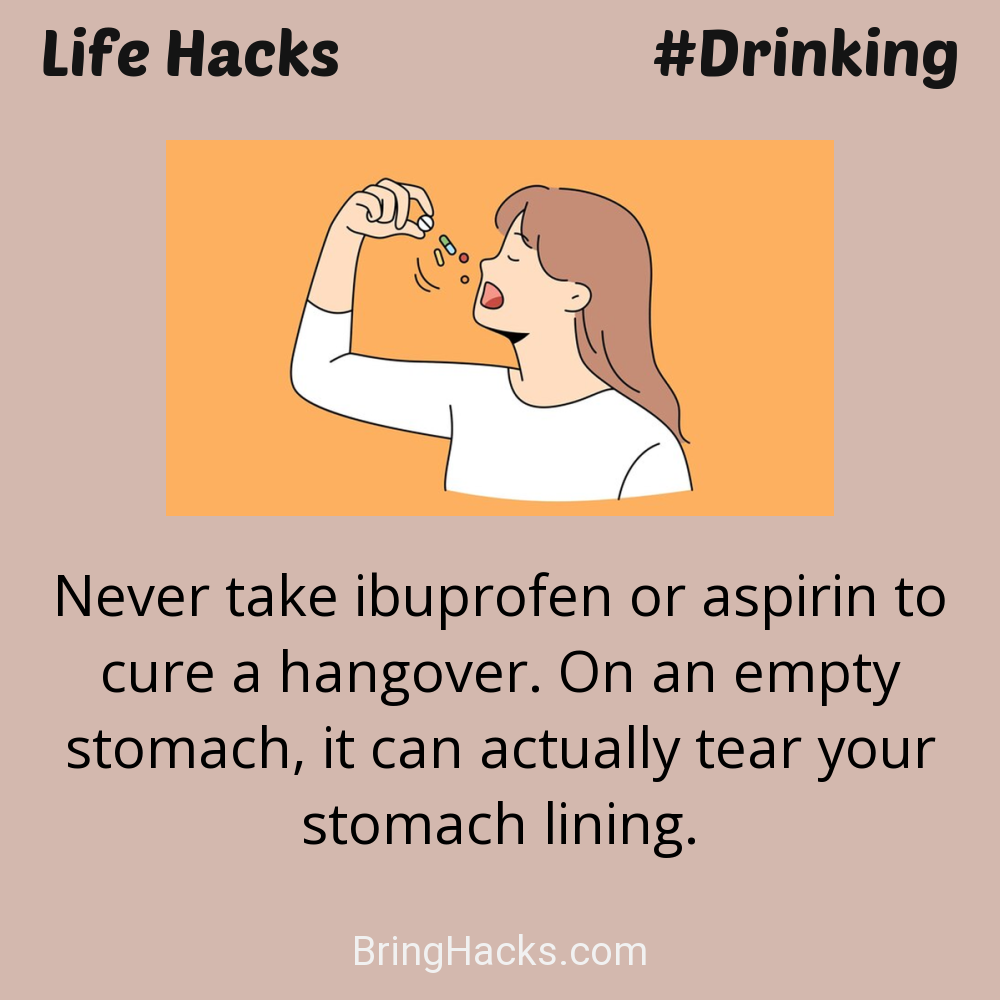 Life Hacks #Drinking
Never take ibuprofen or aspirin to
cure a hangover. On an empty
stomach, it can actually tear your
stomach lining.
BringHacks.com